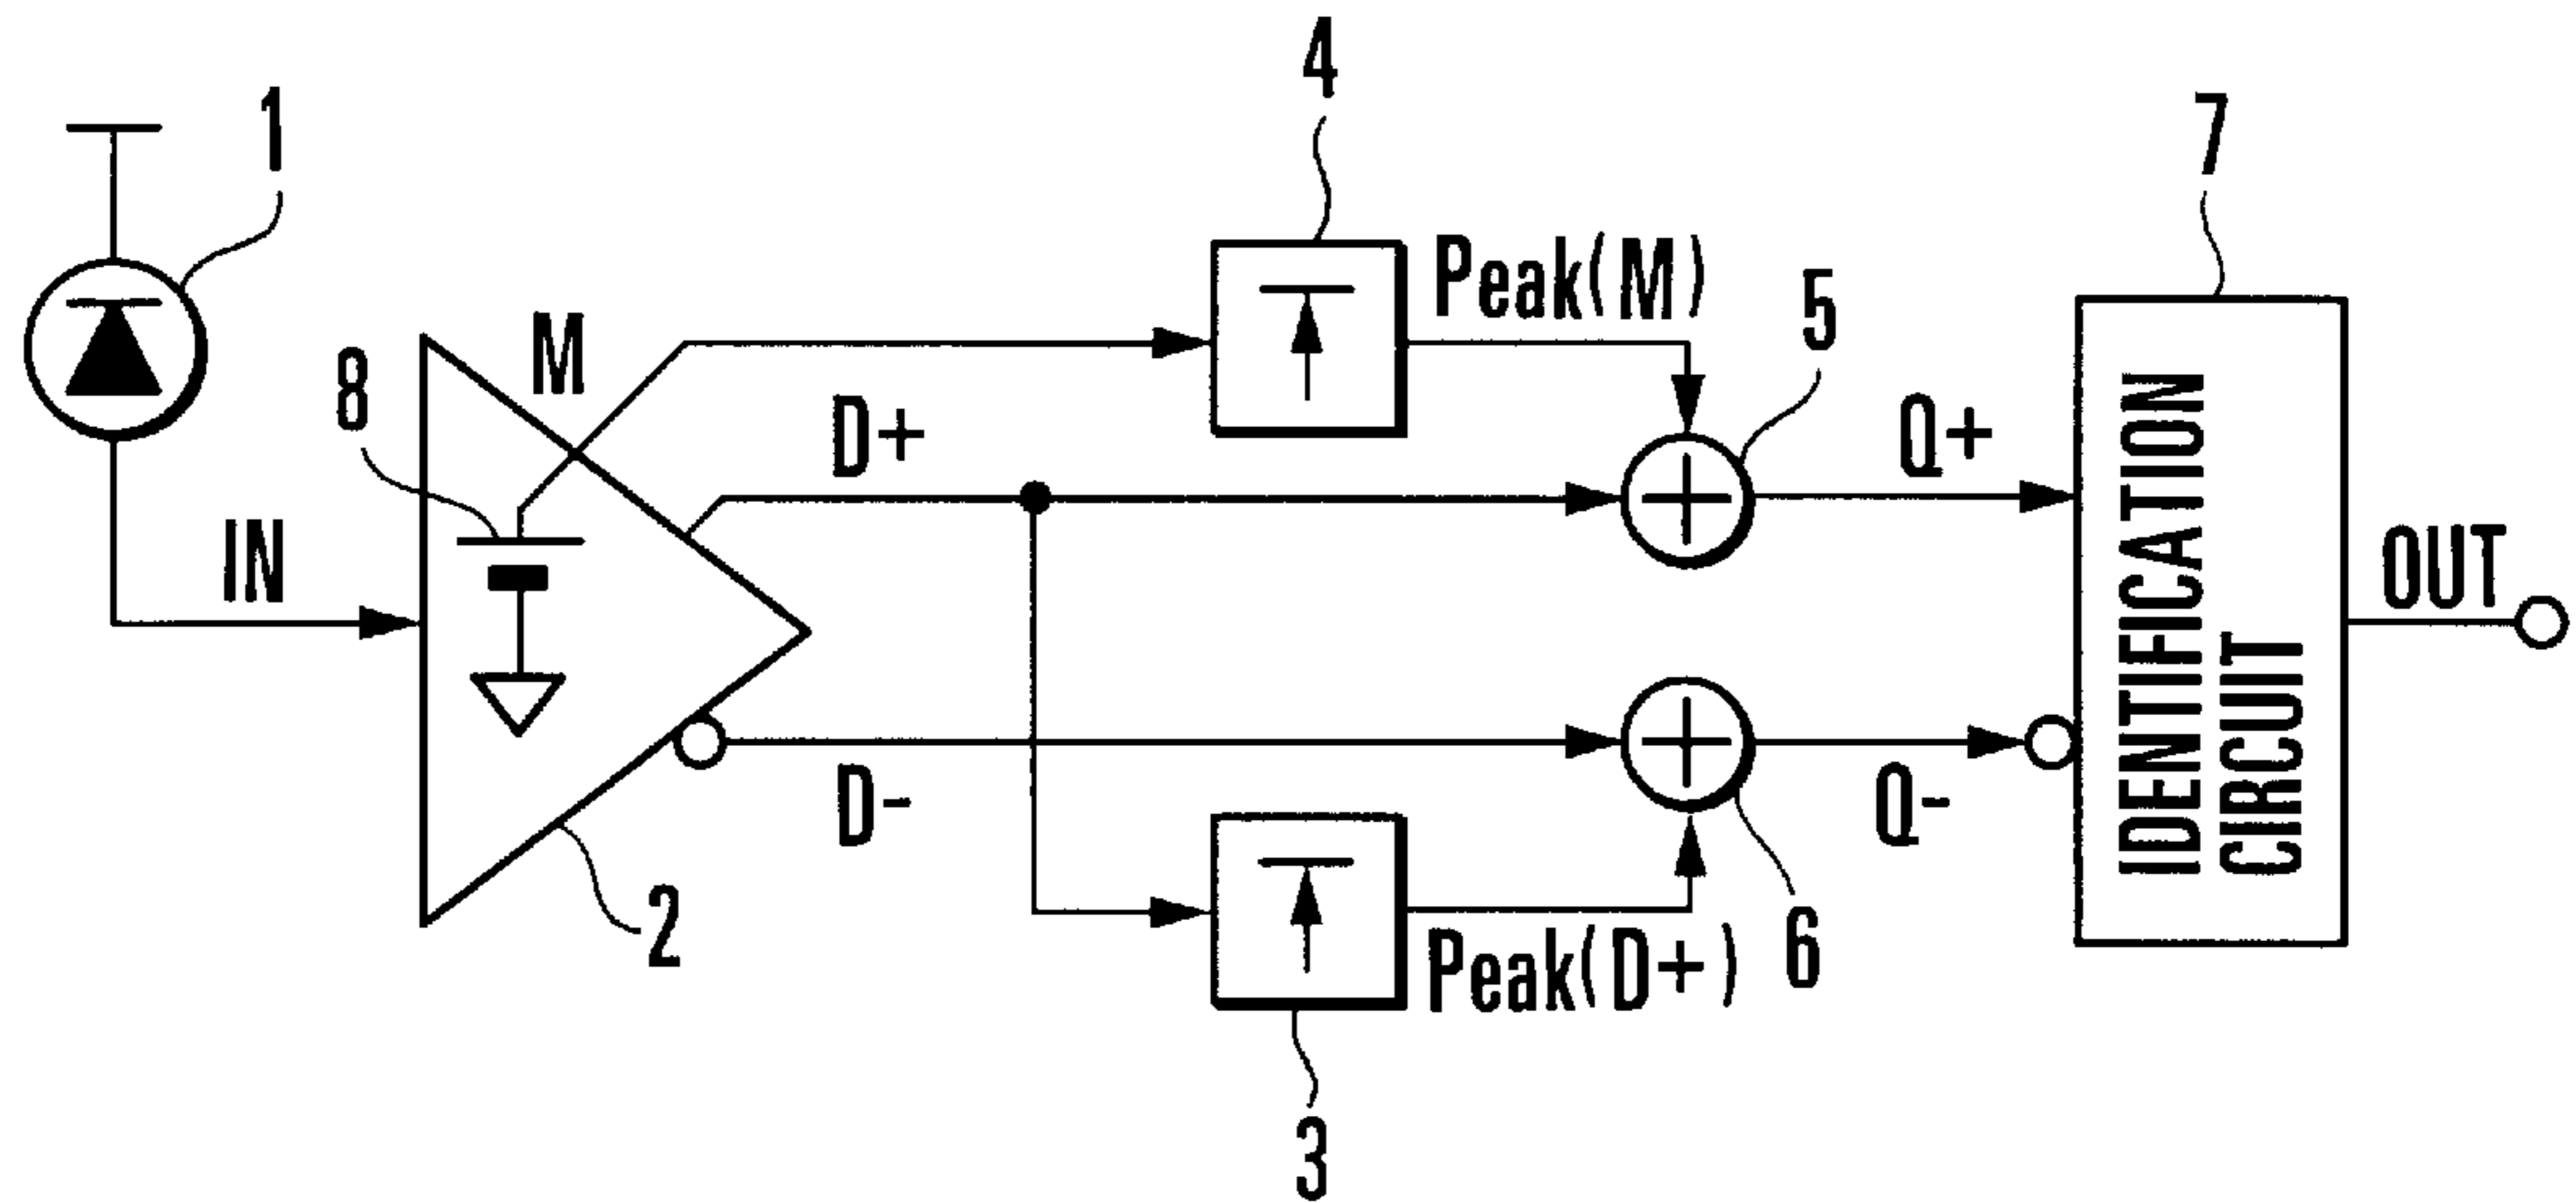 4
1
7
Peak(M)
5
M
8
D+
Q+
IN
OUT
IDENTIFICATION
CIRCUIT
D-
Q-
2
Peak(D+)
6
3